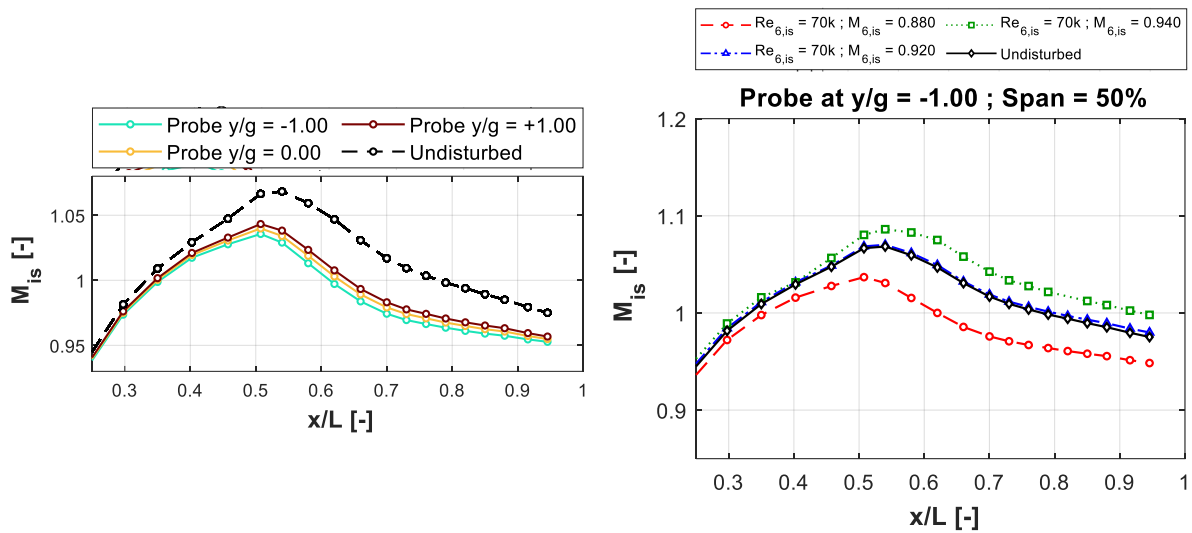 Probe y/g = -1.00
Probe y/g = +1.00
Probe y/g = 0.00
Undisturbed
1.05
1
0.95
M_is [-]
0.3 0.4 0.5 0.6 0.7 0.8 0.9 1
x/L [-]
Re_6,is = 70k ; M_6,is = 0.880
Re_6,is = 70k ; M_6,is = 0.940
Re_6,is = 70k ; M_6,is = 0.920
Undisturbed
Probe at y/g = -1.00 ; Span = 50%
1.2
1.1
1
0.9
M_is [-]
0.3 0.4 0.5 0.6 0.7 0.8 0.9 1
x/L [-]